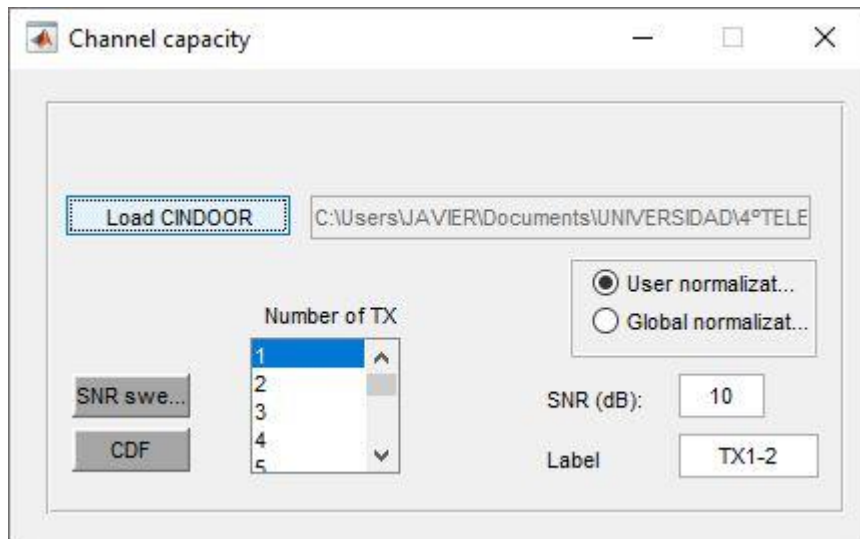 Channel capacity
Load CINDOOR
C:\Users\JAVIER\Documents\UNIVERSIDAD\4ºTELE
User normalizat...
Global normalizat...
Number of TX
1
2
3
4
5
SNR swe...
CDF
SNR (dB):
10
Label
TX1-2